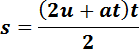 s = (2u + at)t / 2